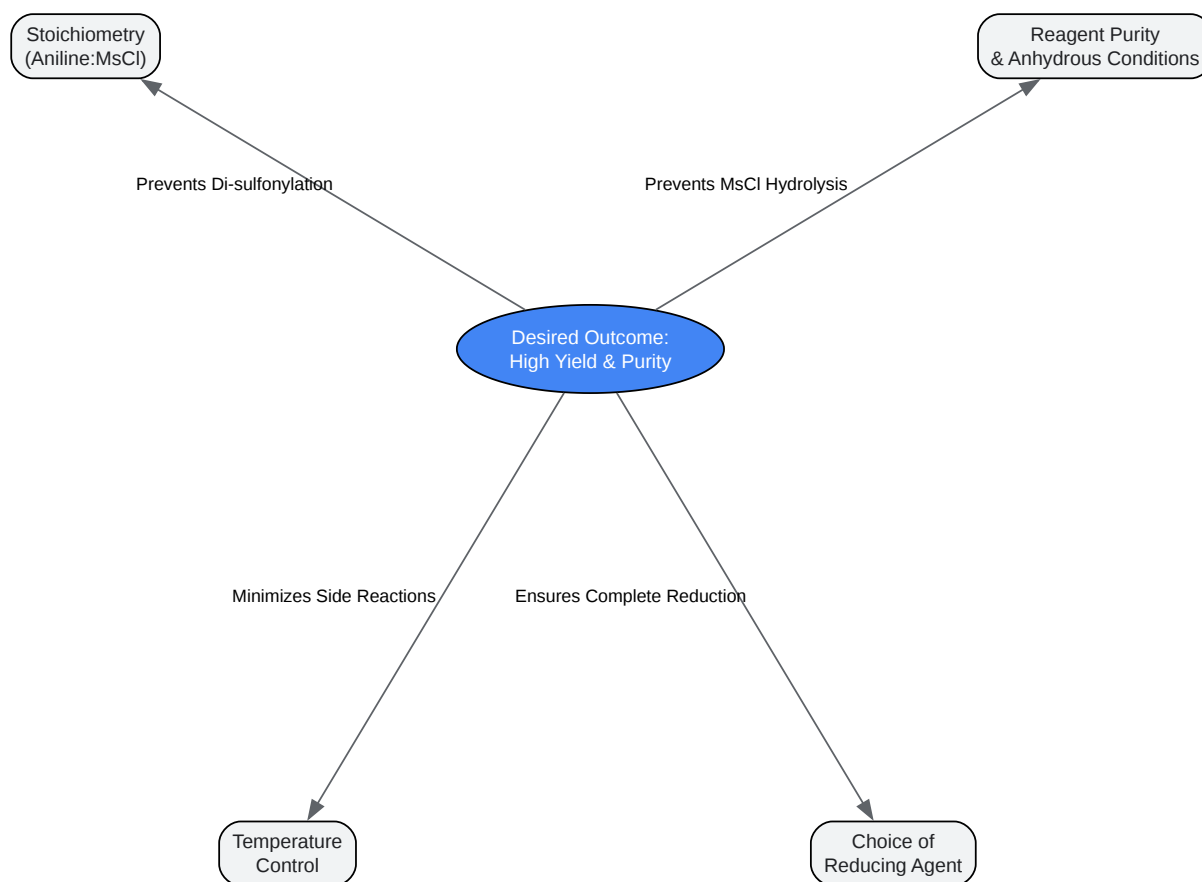 Stoichiometry
(Aniline:MsCl)
Reagent Purity
& Anhydrous Conditions
Prevents Di-sulfonylation
Prevents MsCl Hydrolysis
Desired Outcome:
High Yield & Purity
Minimizes Side Reactions
Ensures Complete Reduction
Temperature
Control
Choice of
Reducing Agent